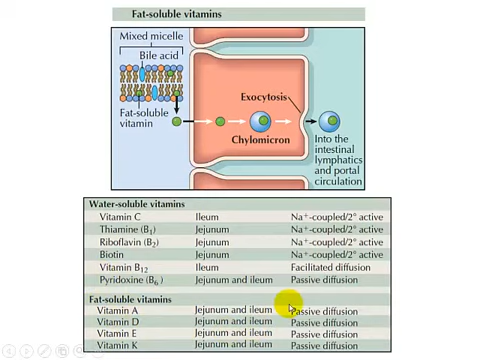 Fat-soluble vitamins
Mixed micelle
Bile acid
Fat-soluble
vitamin
Exocytosis
Chylomicron
Into the
intestinal
lymphatics
and portal
circulation
Water-soluble vitamins
Vitamin C Ileum Na⁺-coupled/2° active
Thiamine (B₁) Jejunum Na⁺-coupled/2° active
Riboflavin (B₂) Jejunum Na⁺-coupled/2° active
Biotin Jejunum Na⁺-coupled/2° active
Vitamin B₁₂ Ileum Facilitated diffusion
Pyridoxine (B₆) Jejunum and ileum Passive diffusion
Fat-soluble vitamins
Vitamin A Jejunum and ileum Passive diffusion
Vitamin D Jejunum and ileum Passive diffusion
Vitamin E Jejunum and ileum Passive diffusion
Vitamin K Jejunum and ileum Passive diffusion